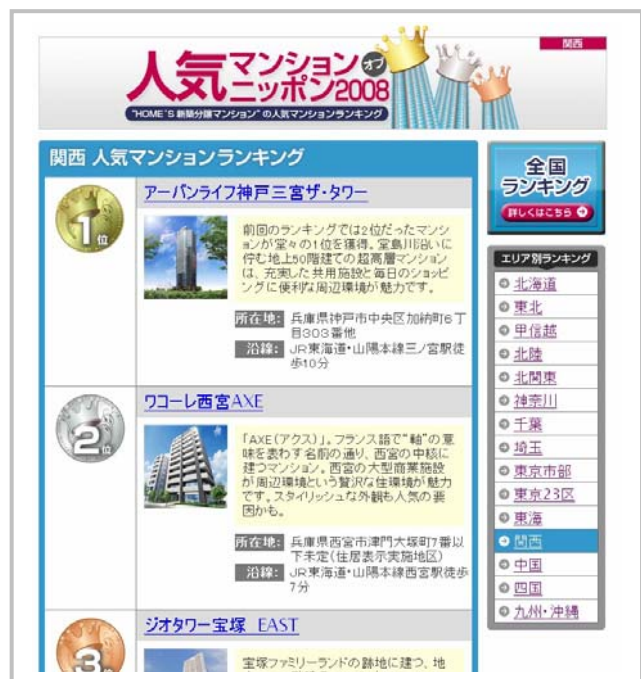 関西
人気マンションオブ
ニッポン2008
"HOME'S 新築分譲マンション"の人気マンションランキング
関西 人気マンションランキング
1位
アーバンライフ神戸三宮ザ・タワー
前回のランキングでは2位だったマンシ
ョンが堂々の1位を獲得。堂島川沿いに
佇む地上50階建ての超高層マンション
は、充実した共用施設と毎日のショッピ
ングに便利な周辺環境が魅力です。
所在地: 兵庫県神戸市中央区加納町6丁
目303番他
沿線: JR東海道・山陽本線三ノ宮駅徒
歩10分
2位
ワコーレ西宮AXE
「AXE(アクス)」。フランス語で"軸"の意
味を表わす名前の通り、西宮の中核に
建つマンション。西宮の大型商業施設
が周辺環境という贅沢な住環境が魅力
です。スタイリッシュな外観も人気の要
因かも。
所在地: 兵庫県西宮市津門大塚町7番以
下未定(住居表示実施地区)
沿線: JR東海道・山陽本線西宮駅徒歩
7分
3
ジオタワー宝塚 EAST
宝塚ファミリーランドの跡地に建つ、地
全国
ランキング
詳しくはこちら
エリア別ランキング
北海道
東北
甲信越
北陸
北関東
神奈川
千葉
埼玉
東京市部
東京23区
東海
関西
中国
四国
九州・沖縄